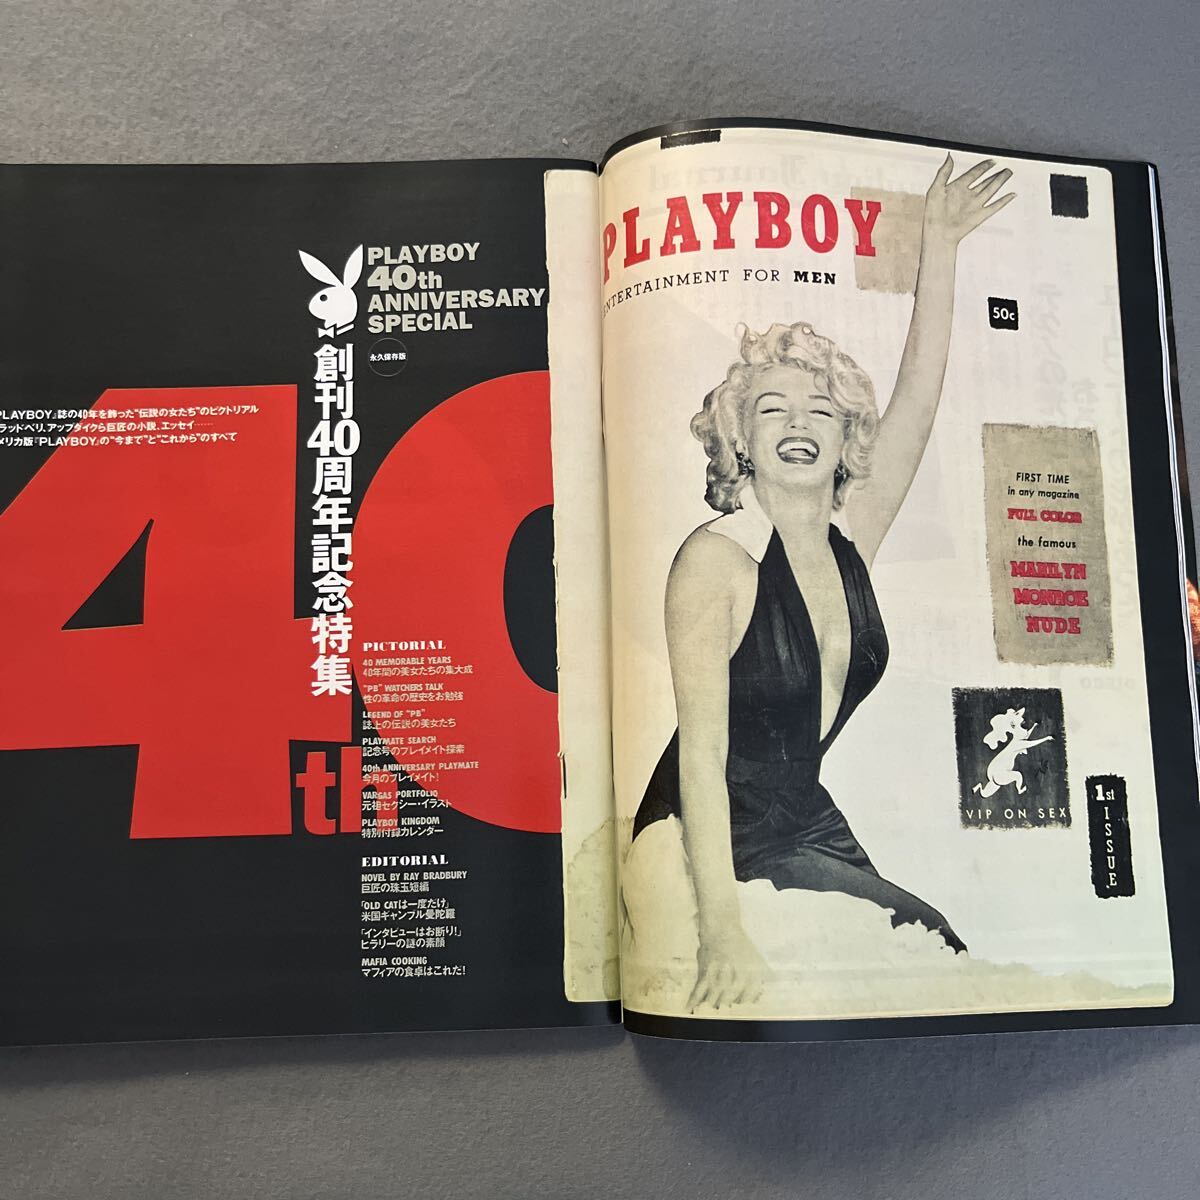 PLAYBOY
40th
ANNIVERSARY
SPECIAL
永久保存版
創刊40周年記念特集
PLAYBOY』誌の40年を飾った“伝説の女たち”のピクトリアル
ラッドベリ、アップダイクら巨匠の小説、エッセイ……
メリカ版『PLAYBOY』の“今まで”と“これから”のすべて
40
th
PICTORIAL
40 MEMORABLE YEARS
40年間の美女たちの集大成
“PB” WATCHERS TALK
性の革命の歴史をお勉強
LEGEND OF “PB”
誌上の伝説の美女たち
PLAYMATE SEARCH
記念号のプレイメイト探索
40th ANNIVERSARY PLAYMATE
今月のプレイメイト!
VARGAS PORTFOLIO
元祖セクシー・イラスト
PLAYBOY KINGDOM
特別付録カレンダー
EDITORIAL
NOVEL BY RAY BRADBURY
巨匠の珠玉短編
「OLD CATは一度だけ」
米国ギャンブル曼陀羅
「インタビューはお断り!」
ヒラリーの謎の素顔
MAFIA COOKING
マフィアの食卓はこれだ!
PLAYBOY
ENTERTAINMENT FOR MEN
50c
FIRST TIME
in any magazine
FULL COLOR
the famous
MARILYN
MONROE
NUDE
VIP ON SEX
1st
ISSUE